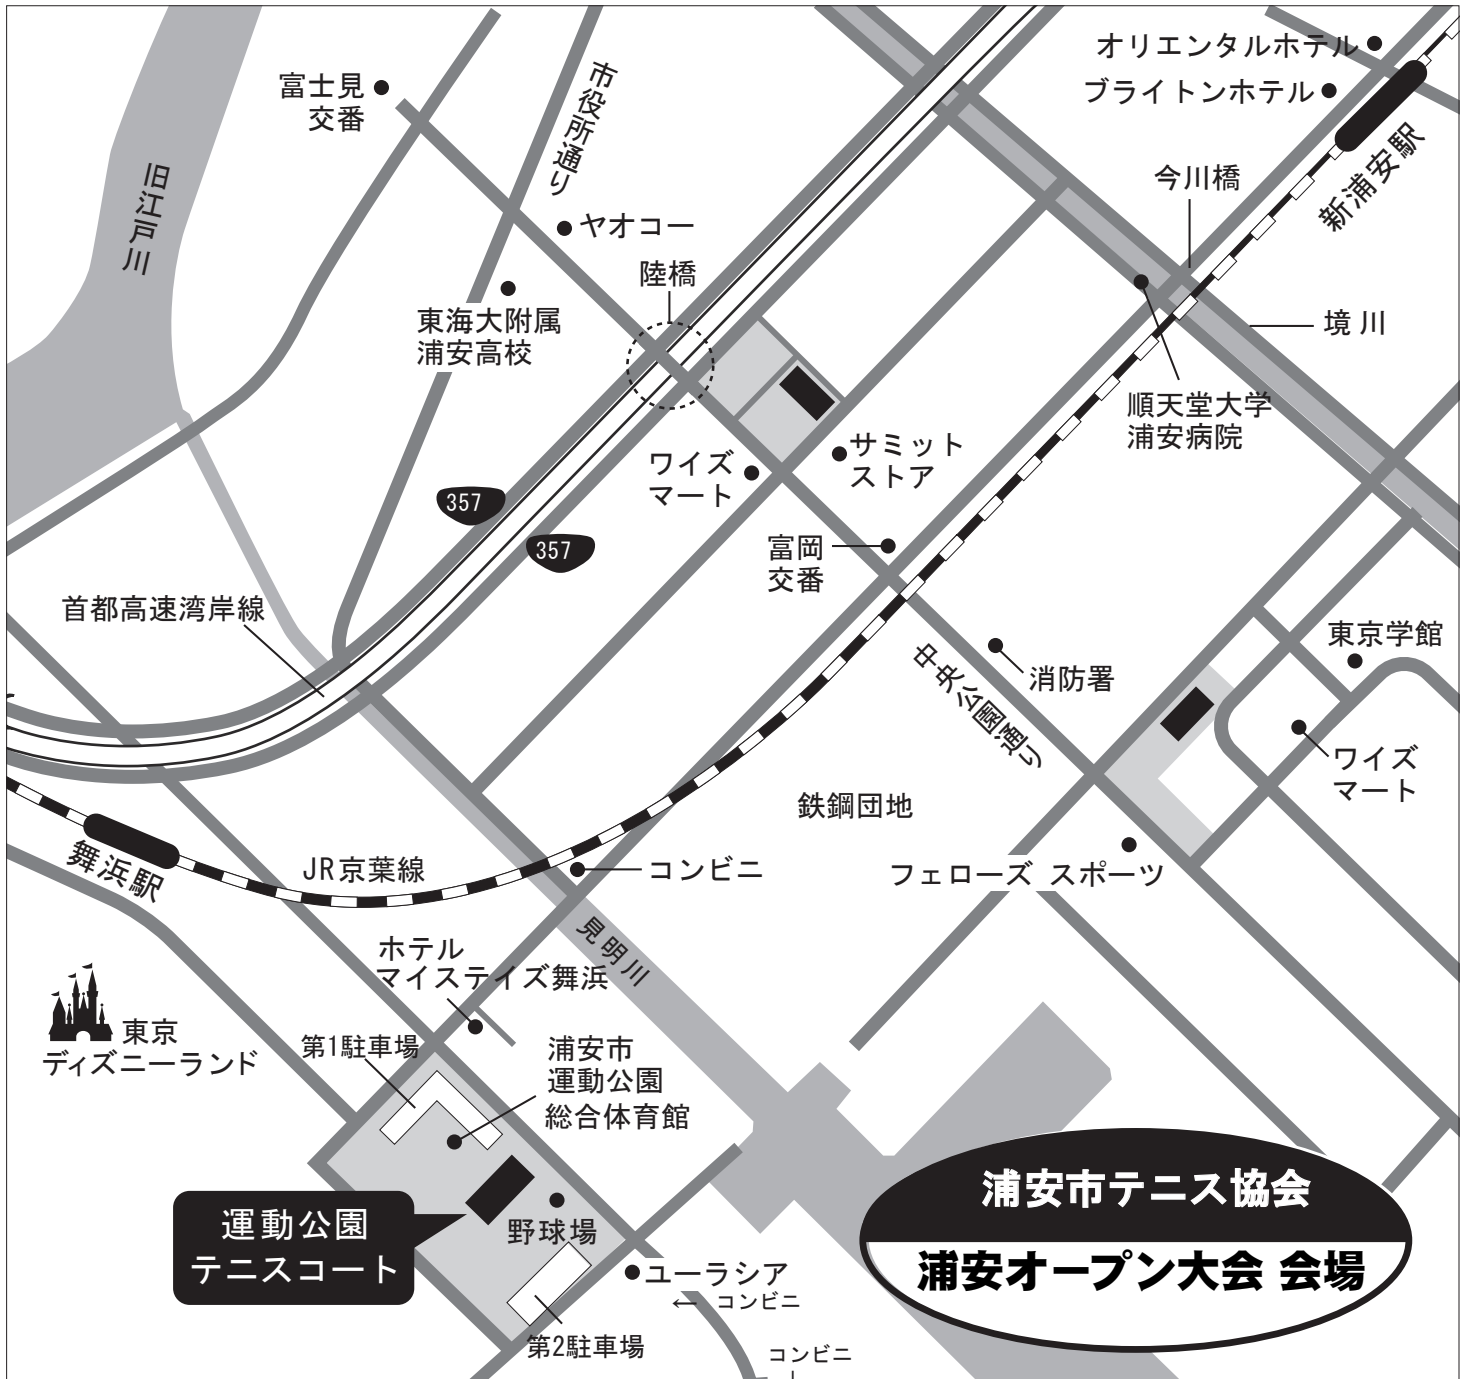 オリエンタルホテル
ブライトンホテル
新浦安駅
富士見
交番
市役所通り
旧江戸川
今川橋
ヤオコー
陸橋
境川
東海大附属
浦安高校
順天堂大学
浦安病院
サミット
ストア
ワイズ
マート
357
357
富岡
交番
首都高速湾岸線
東京学館
消防署
中央公園通り
ワイズ
マート
鉄鋼団地
フェローズ スポーツ
舞浜駅
JR京葉線
コンビニ
見明川
ホテル
マイステイズ舞浜
東京
ディズニーランド
第1駐車場
浦安市
運動公園
総合体育館
運動公園
テニスコート
野球場
ユーラシア
← コンビニ
第2駐車場
コンビニ
浦安市テニス協会
浦安オープン大会 会場